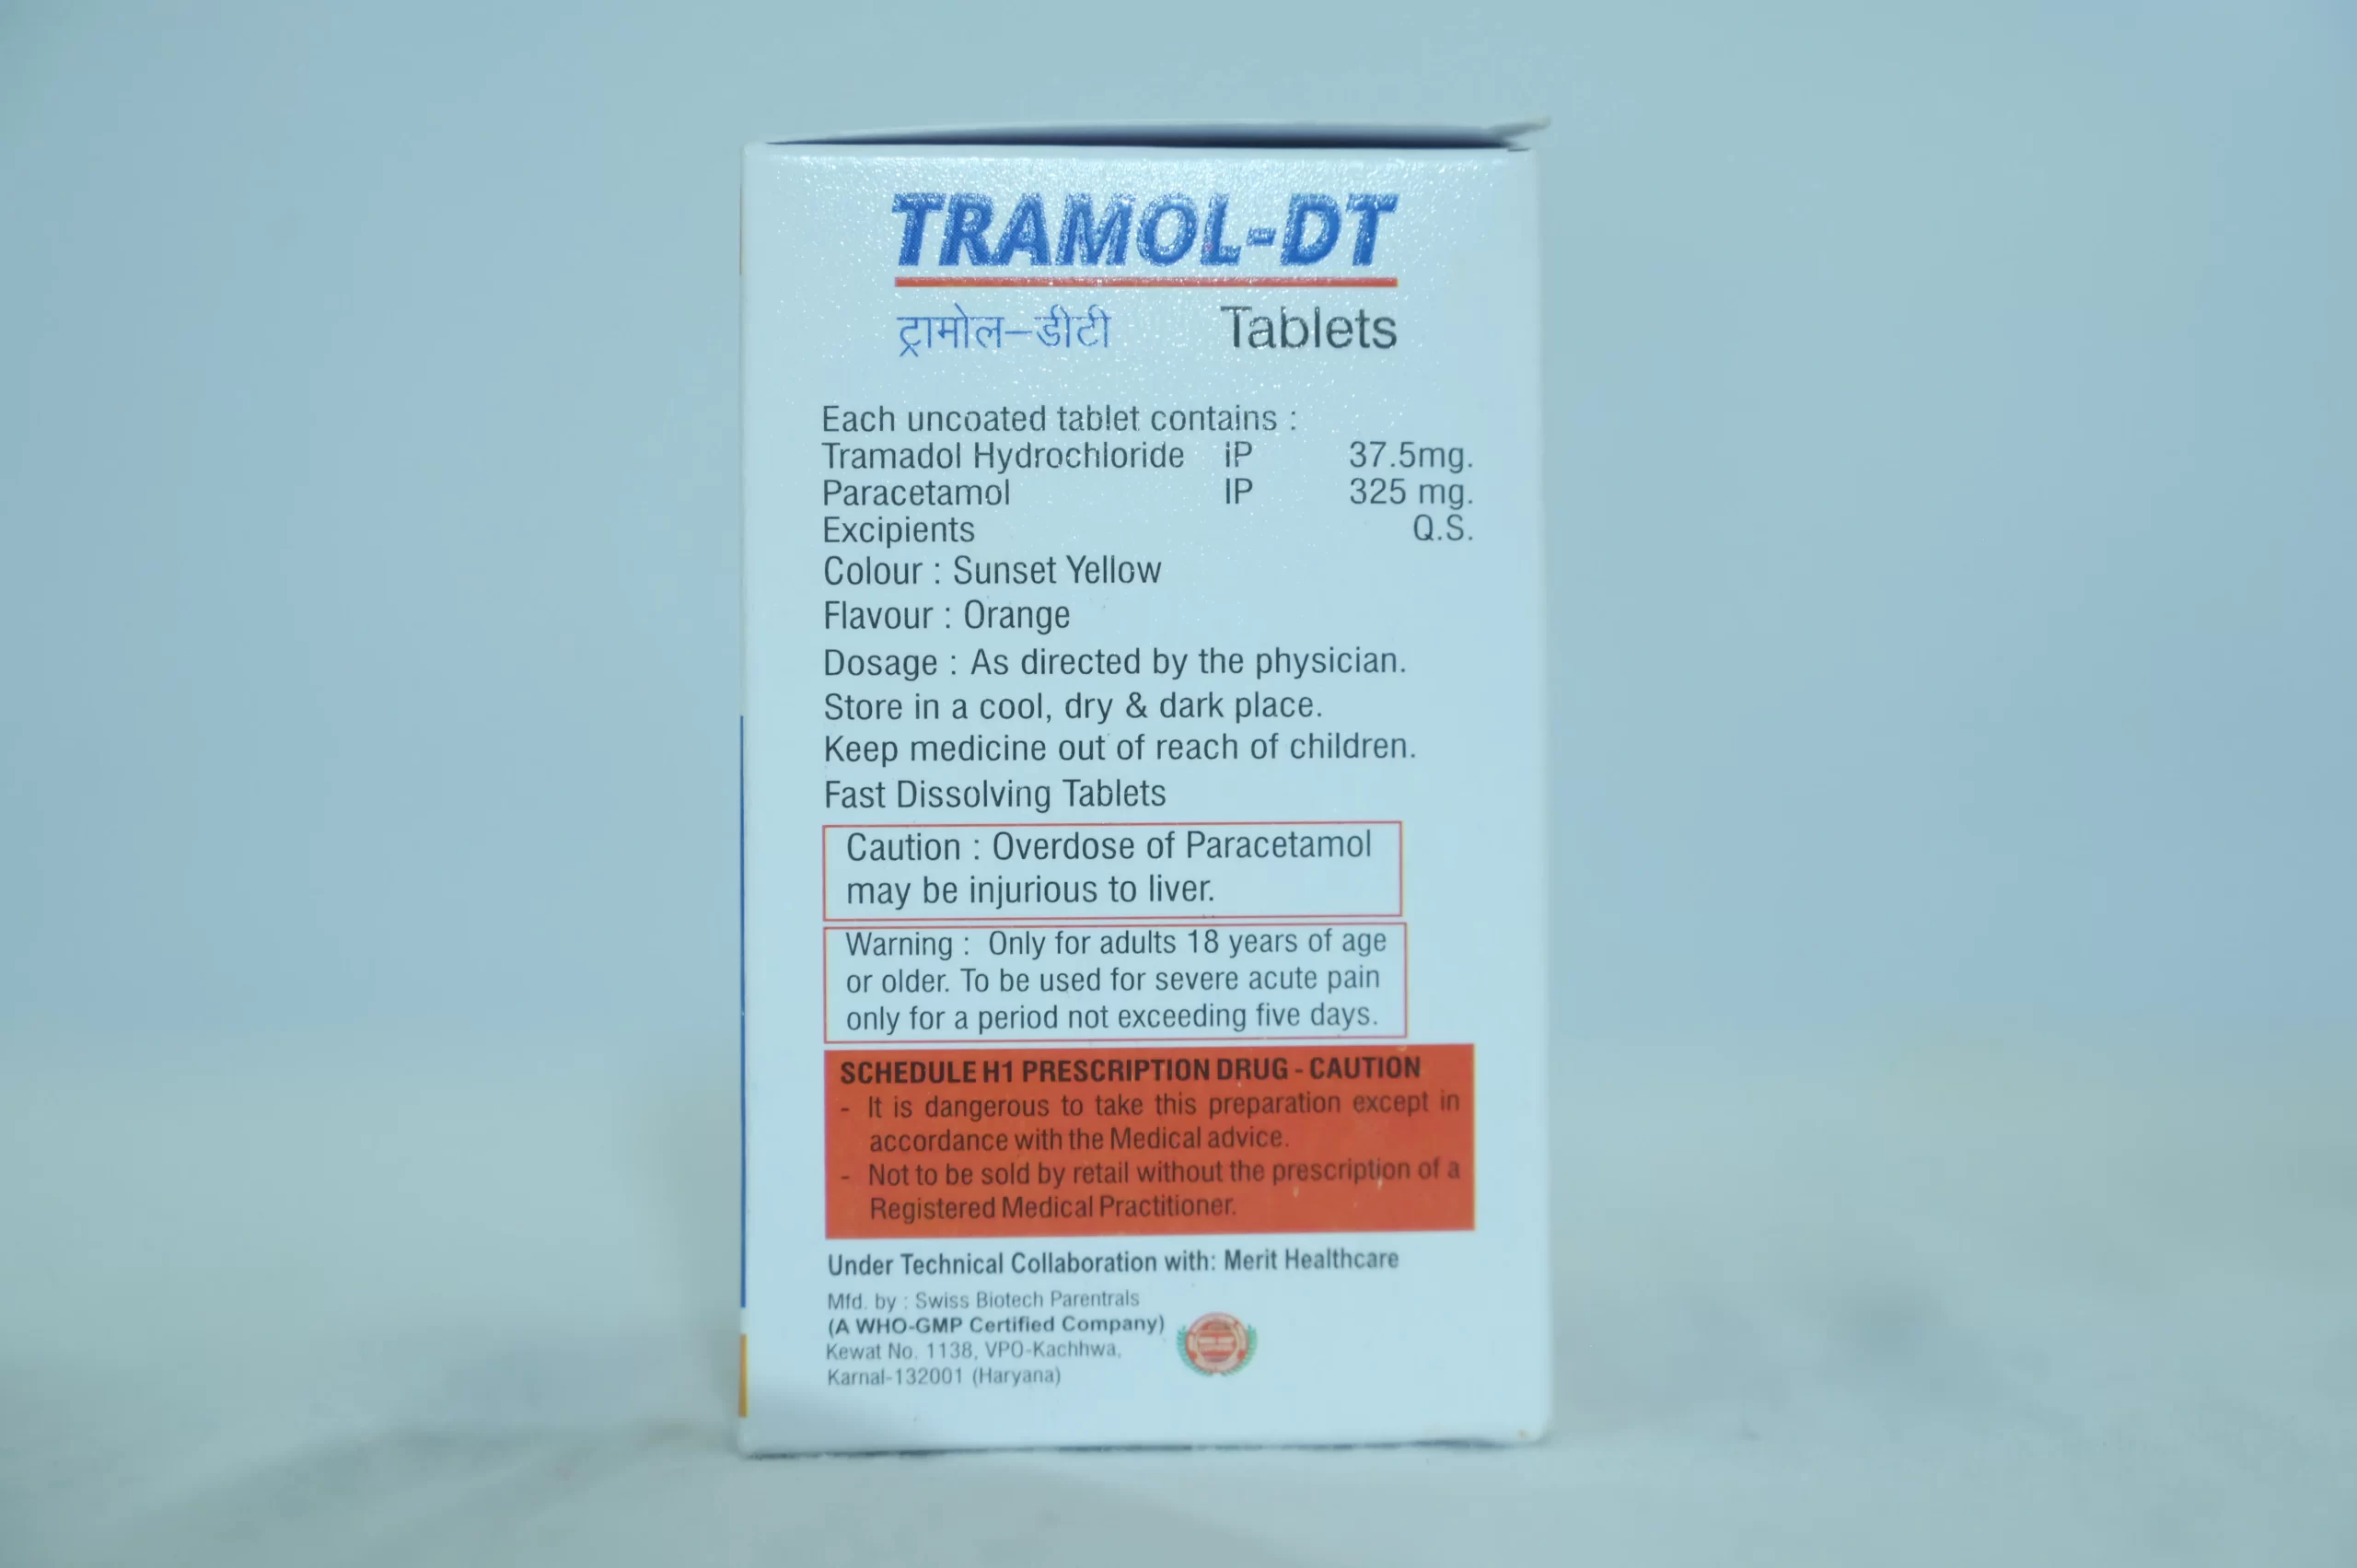 TRAMOL-DT
ट्रामोल–डीटी Tablets
Each uncoated tablet contains :
Tramadol Hydrochloride IP 37.5mg.
Paracetamol IP 325 mg.
Excipients Q.S.
Colour : Sunset Yellow
Flavour : Orange
Dosage : As directed by the physician.
Store in a cool, dry & dark place.
Keep medicine out of reach of children.
Fast Dissolving Tablets
Caution : Overdose of Paracetamol
may be injurious to liver.
Warning : Only for adults 18 years of age
or older. To be used for severe acute pain
only for a period not exceeding five days.
SCHEDULE H1 PRESCRIPTION DRUG - CAUTION
- It is dangerous to take this preparation except in
accordance with the Medical advice.
- Not to be sold by retail without the prescription of a
Registered Medical Practitioner.
Under Technical Collaboration with: Merit Healthcare
Mfd. by : Swiss Biotech Parentrals
(A WHO-GMP Certified Company)
Kewat No. 1138, VPO-Kachhwa,
Karnal-132001 (Haryana)